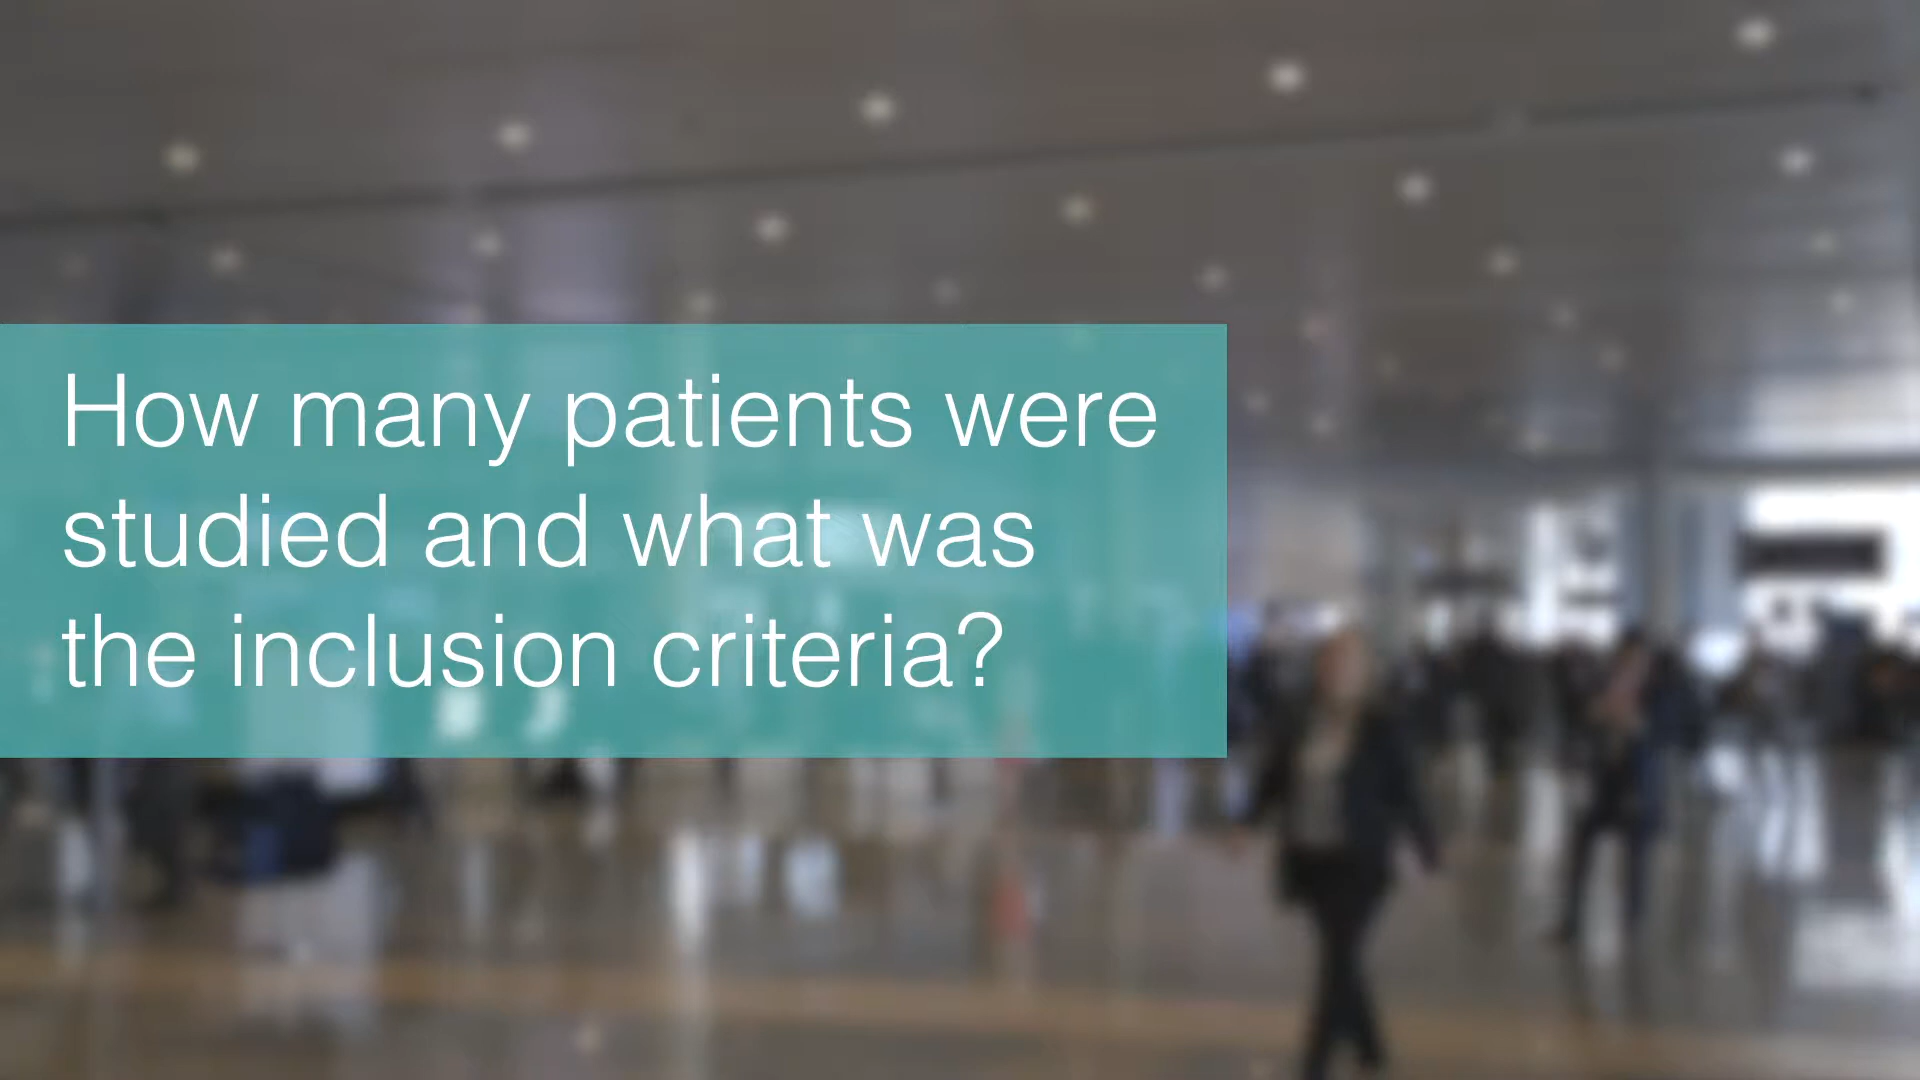 How many patients were
studied and what was
the inclusion criteria?